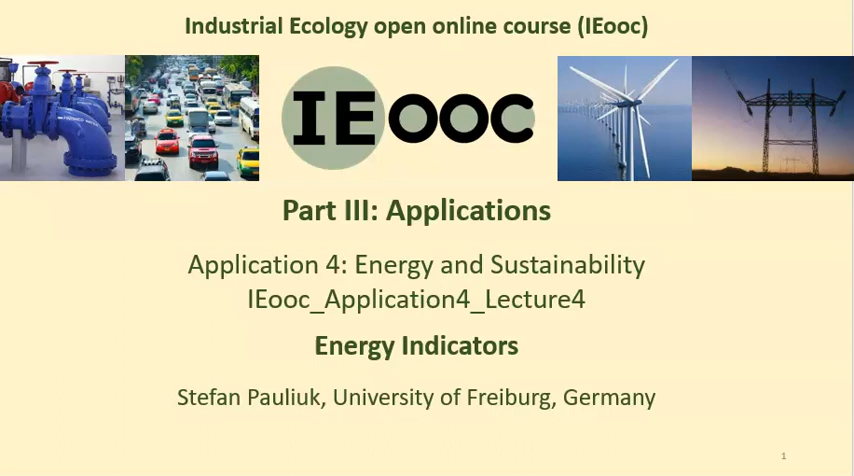 Industrial Ecology open online course (IEooc)
IEooc
Part III: Applications
Application 4: Energy and Sustainability
IEooc_Application4_Lecture4
Energy Indicators
Stefan Pauliuk, University of Freiburg, Germany
1